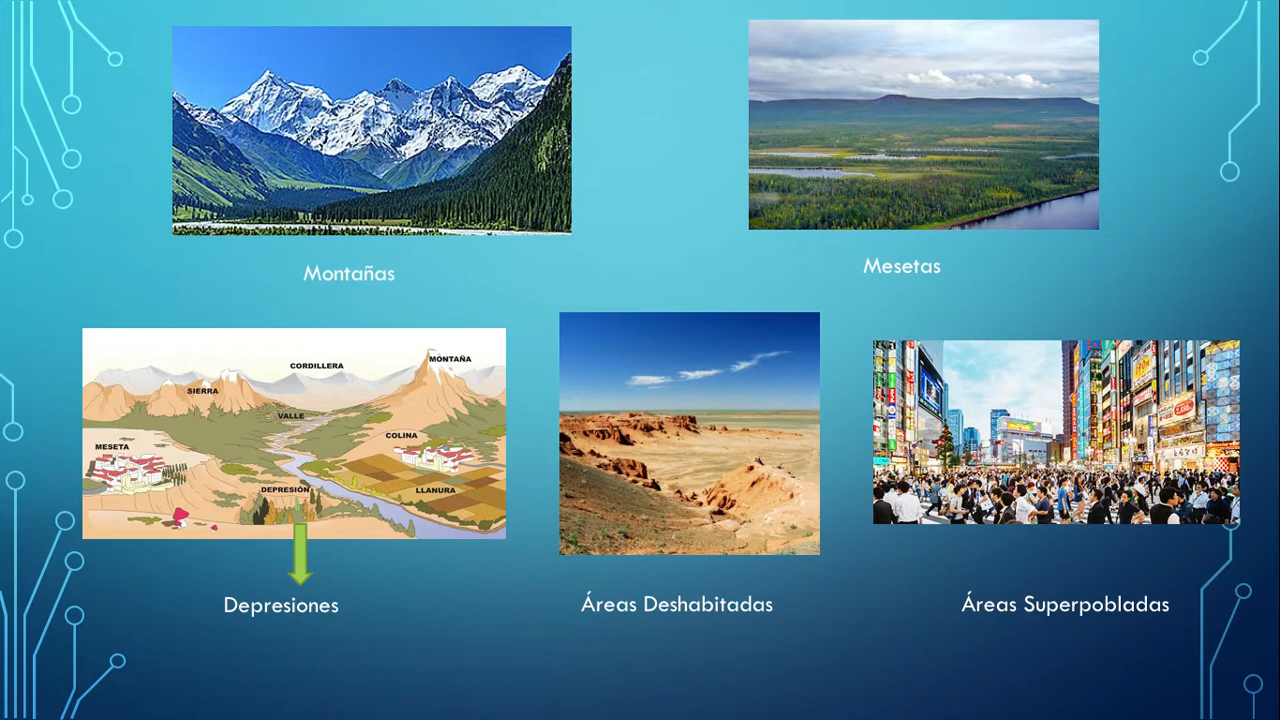 Montañas
Mesetas
CORDILLERA
MONTAÑA
SIERRA
VALLE
COLINA
MESETA
DEPRESIÓN
LLANURA
Depresiones
Áreas Deshabitadas
Áreas Superpobladas